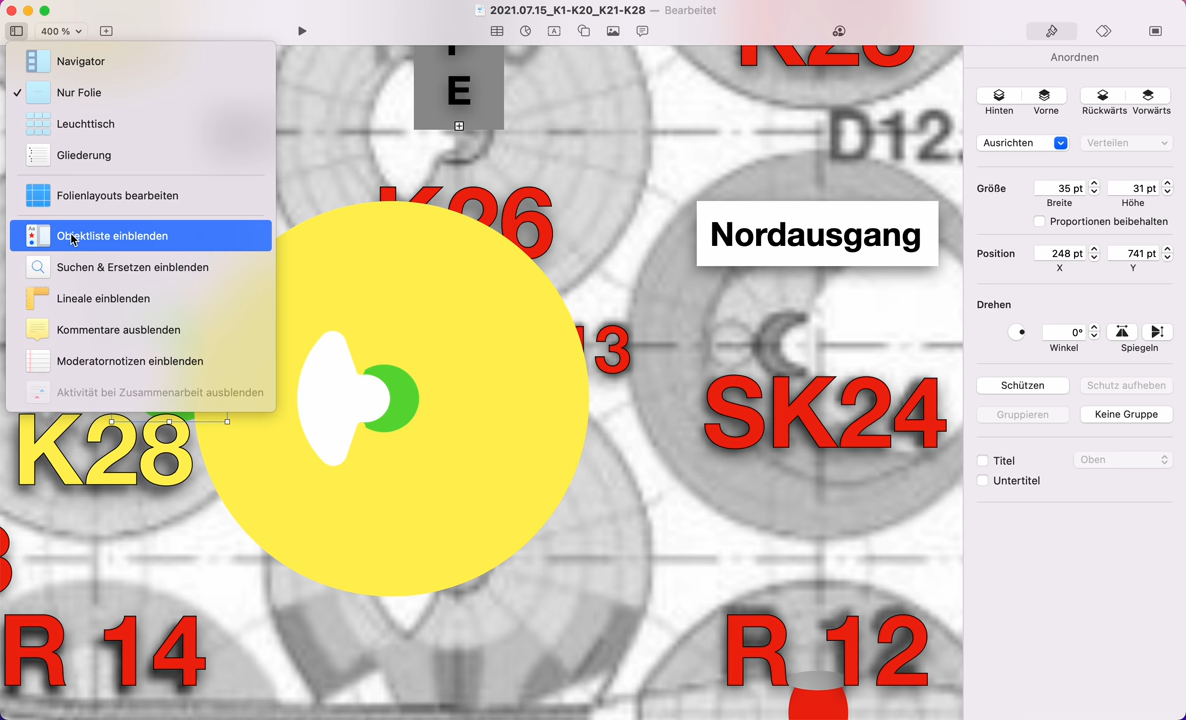 2021.07.15_K1-K20_K21-K28 — Bearbeitet
400 %
Navigator
Nur Folie
Leuchttisch
Gliederung
Folienlayouts bearbeiten
Objektliste einblenden
Suchen & Ersetzen einblenden
Lineale einblenden
Kommentare ausblenden
Moderatornotizen einblenden
Aktivität bei Zusammenarbeit ausblenden
E
K26
D12.
Nordausgang
13
SK24
K28
R 14
R 12
Anordnen
Hinten Vorne Rückwärts Vorwärts
Ausrichten Verteilen
Größe 35 pt 31 pt
Breite Höhe
Proportionen beibehalten
Position 248 pt 741 pt
X Y
Drehen
0°
Winkel Spiegeln
Schützen Schutz aufheben
Gruppieren Keine Gruppe
Titel Oben
Untertitel